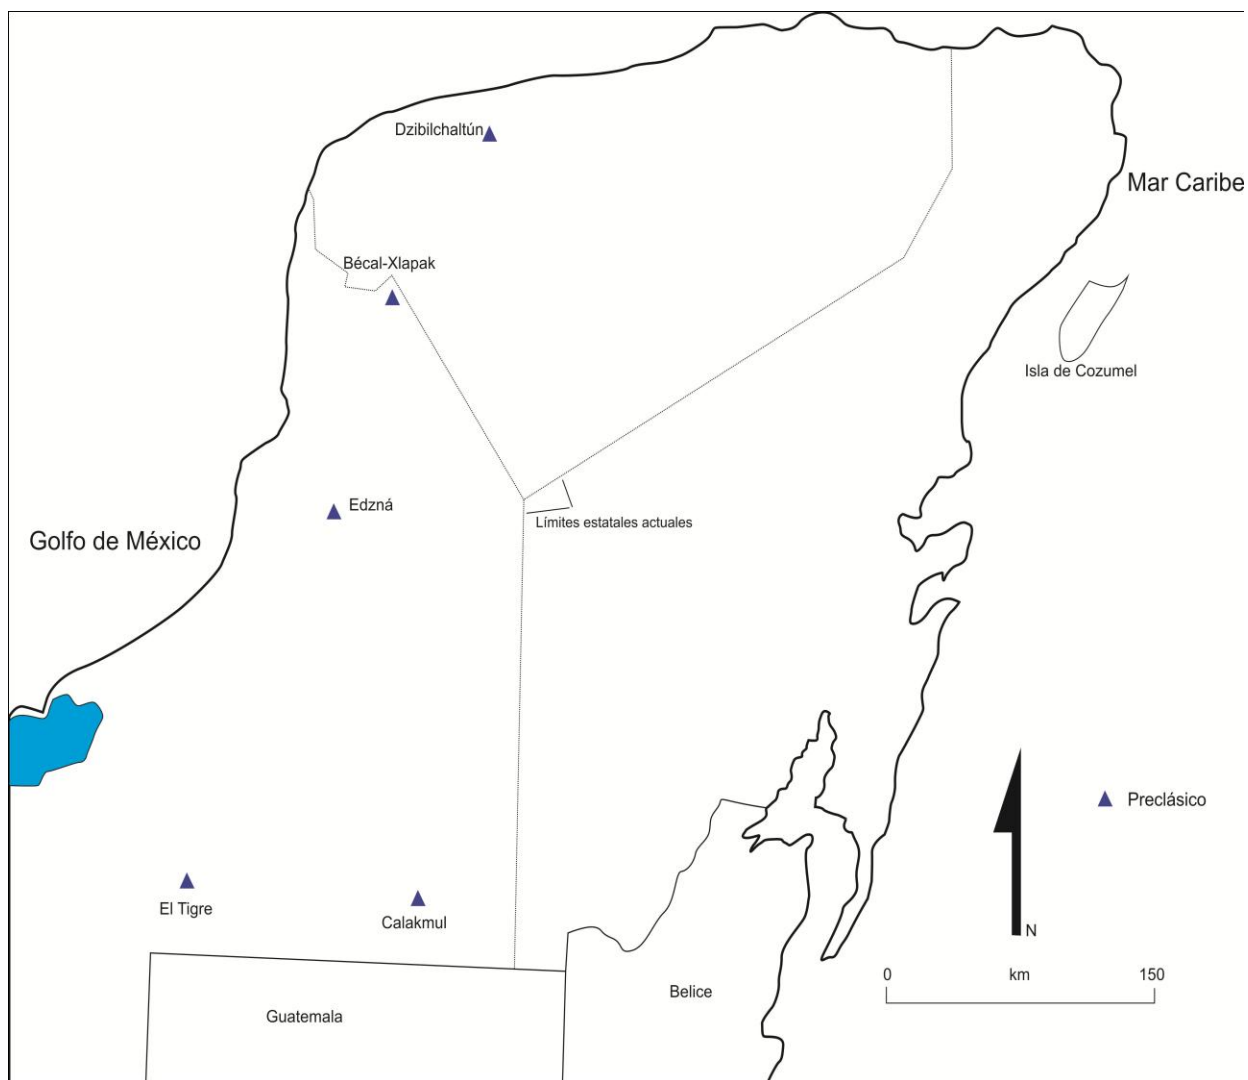 Dzibilchaltún
Mar Caribe
Bécal-Xlapak
Isla de Cozumel
Edzná
Límites estatales actuales
Golfo de México
Preclásico
El Tigre
Calakmul
N
0 km 150
Belice
Guatemala